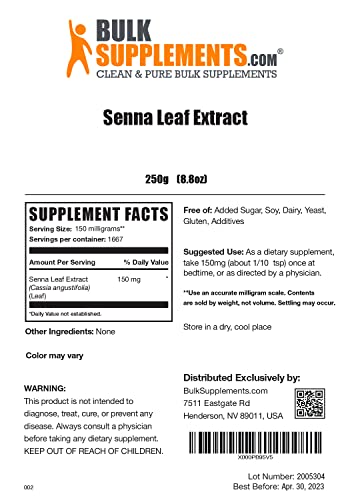 BULK
SUPPLEMENTS.COM®
CLEAN & PURE BULK SUPPLEMENTS
Senna Leaf Extract
250g (8.8oz)
SUPPLEMENT FACTS
Serving Size: 150 milligrams**
Servings per container: 1667
Amount Per Serving % Daily Value
Senna Leaf Extract 150 mg *
(Cassia angustifolia)
(Leaf)
*Daily Value not established.
Other Ingredients: None
Color may vary
Free of: Added Sugar, Soy, Dairy, Yeast,
Gluten, Additives
Suggested Use: As a dietary supplement,
take 150mg (about 1/10 tsp) once at
bedtime, or as directed by a physician.
**Use an accurate milligram scale. Contents
are sold by weight, not volume. Settling may occur.
Store in a dry, cool place
WARNING:
This product is not intended to
diagnose, treat, cure, or prevent any
disease. Always consult a physician
before taking any dietary supplement.
KEEP OUT OF REACH OF CHILDREN.
002
Distributed Exclusively by:
BulkSupplements.com
7511 Eastgate Rd
Henderson, NV 89011, USA
X000PB95V5
Lot Number: 2005304
Best Before: Apr. 30, 2023